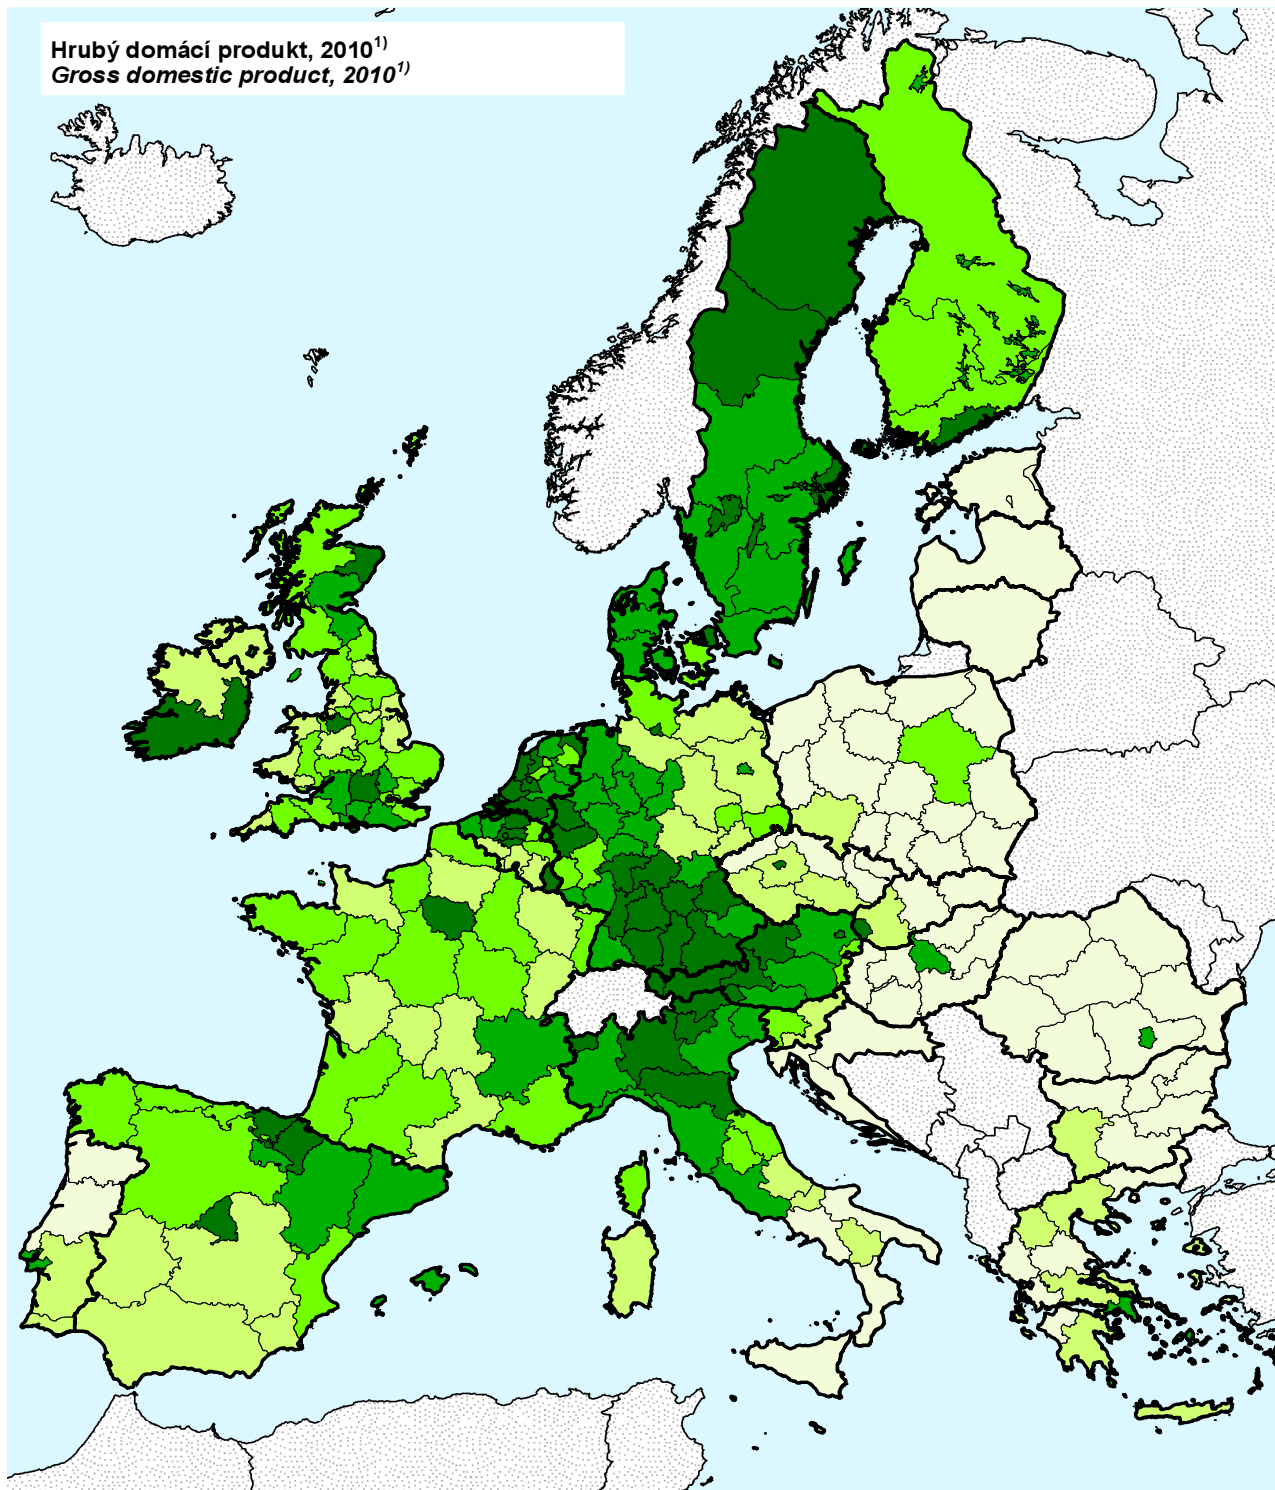 Hrubý domácí produkt, 2010¹⁾
Gross domestic product, 2010¹⁾